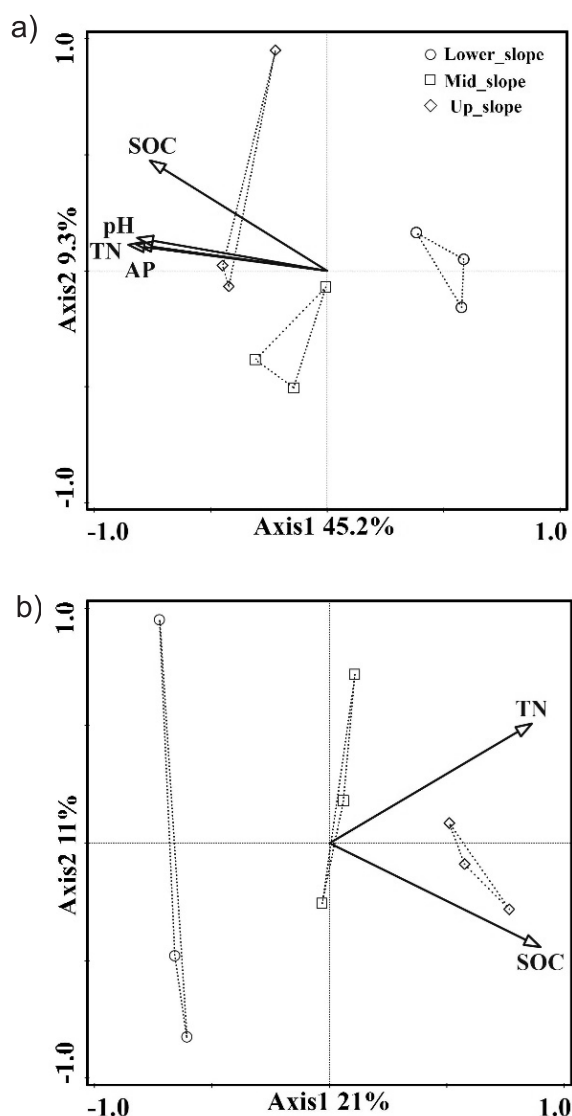 a)
1.0
Lower_slope
Mid_slope
Up_slope
SOC
pH
TN
AP
Axis2 9.3%
-1.0
-1.0
Axis1 45.2%
1.0
b)
1.0
TN
SOC
Axis2 11%
-1.0
-1.0
Axis1 21%
1.0